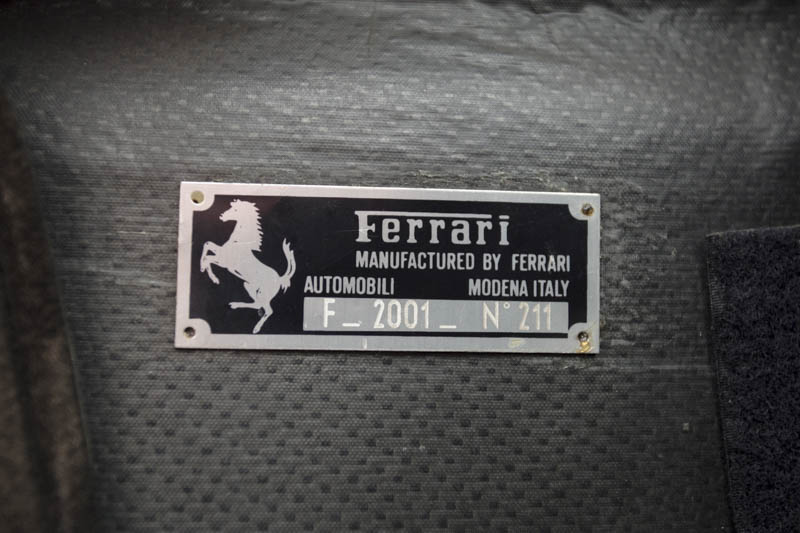 Ferrari
MANUFACTURED BY FERRARI
AUTOMOBILI MODENA ITALY
F_ 2001_ N° 211